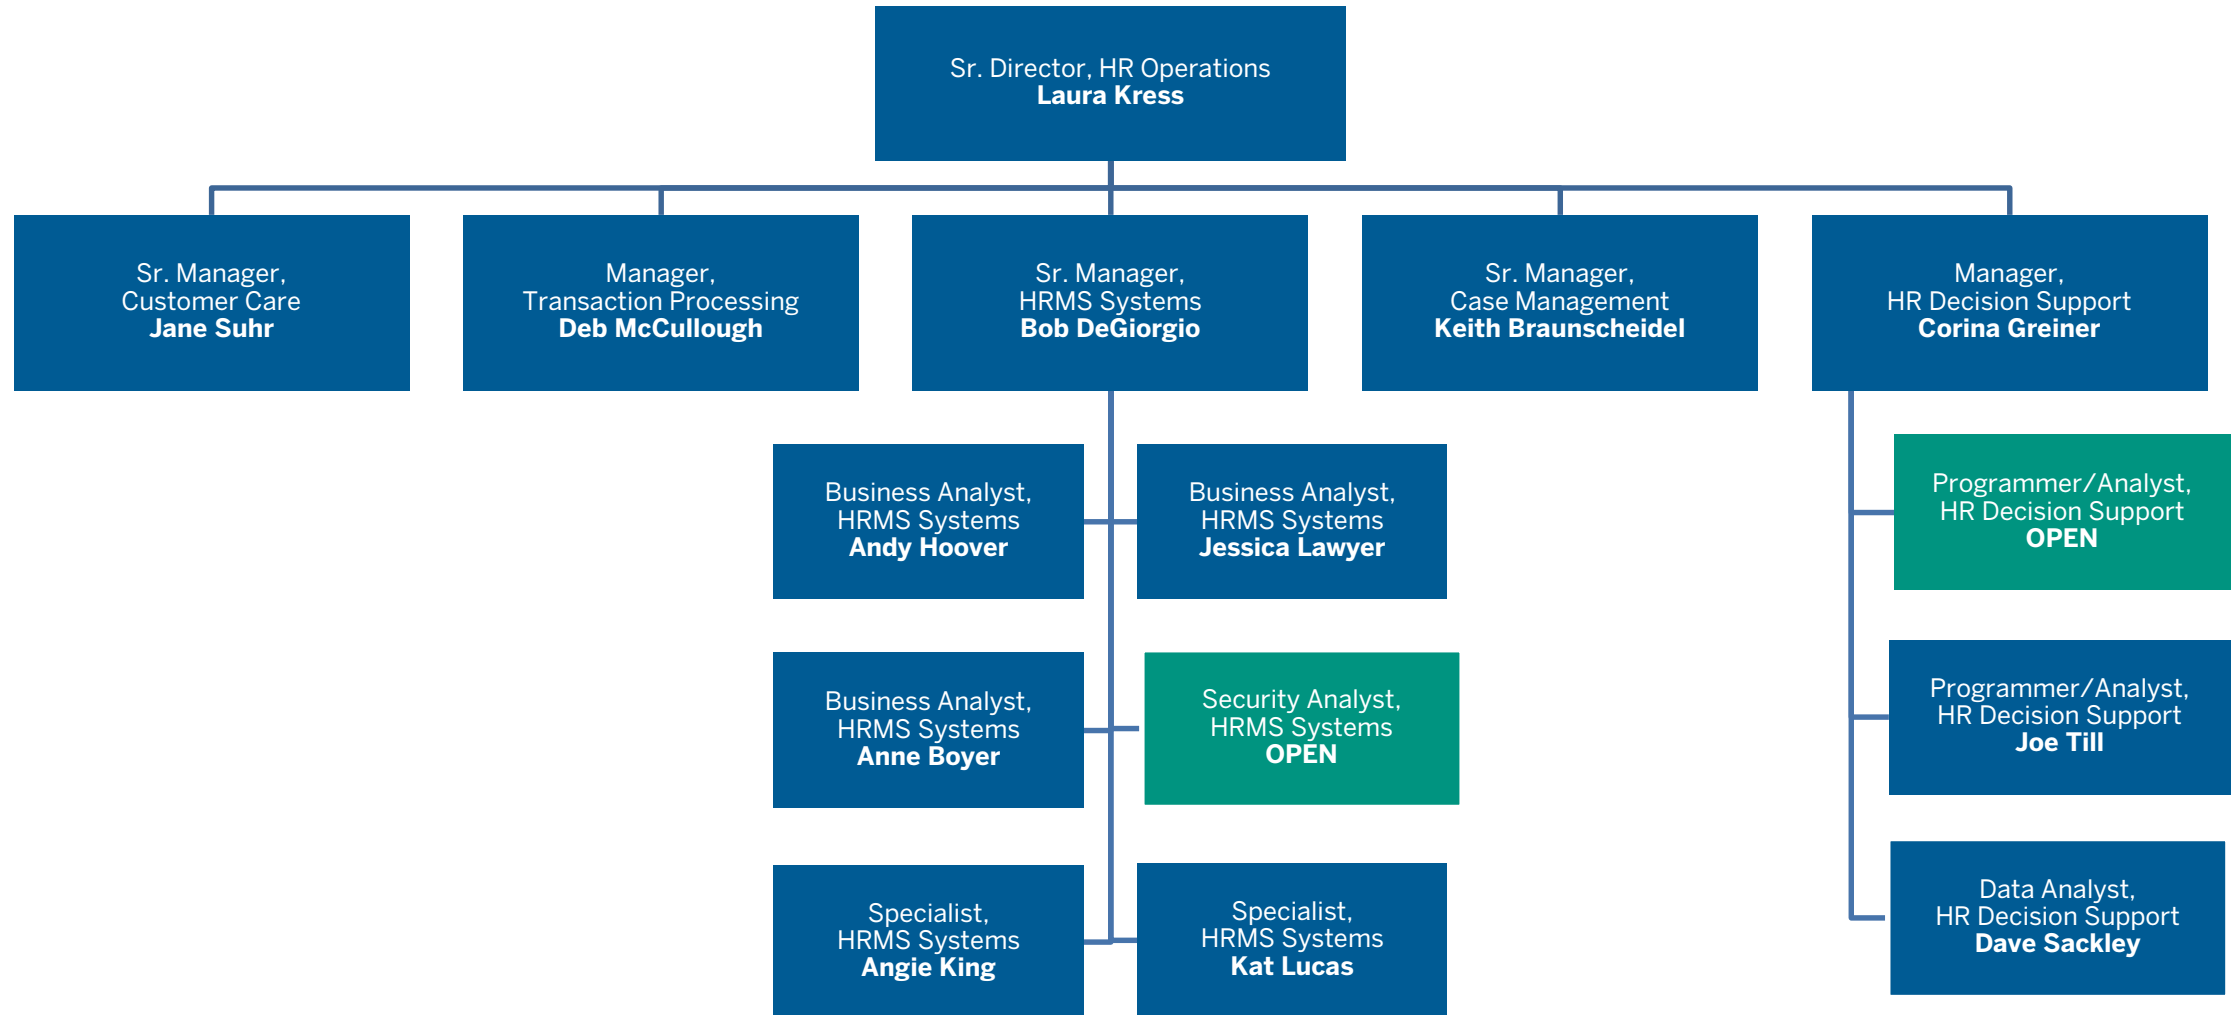 Sr. Director, HR Operations
Laura Kress
Sr. Manager,
Customer Care
Jane Suhr
Manager,
Transaction Processing
Deb McCullough
Sr. Manager,
HRMS Systems
Bob DeGiorgio
Sr. Manager,
Case Management
Keith Braunscheidel
Manager,
HR Decision Support
Corina Greiner
Business Analyst,
HRMS Systems
Andy Hoover
Business Analyst,
HRMS Systems
Jessica Lawyer
Programmer/Analyst,
HR Decision Support
OPEN
Business Analyst,
HRMS Systems
Anne Boyer
Security Analyst,
HRMS Systems
OPEN
Programmer/Analyst,
HR Decision Support
Joe Till
Specialist,
HRMS Systems
Angie King
Specialist,
HRMS Systems
Kat Lucas
Data Analyst,
HR Decision Support
Dave Sackley